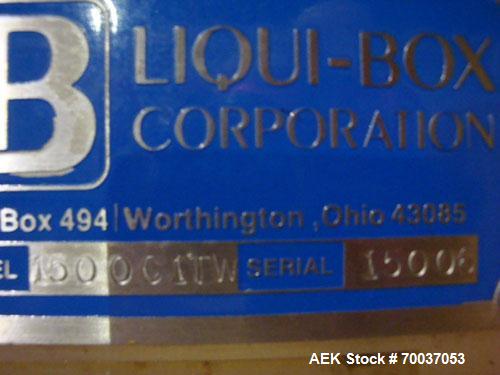 B
LIQUI-BOX
CORPORATION
Box 494 | Worthington, Ohio 43085
EL 1500C1TW SERIAL 15006
AEK Stock # 70037053